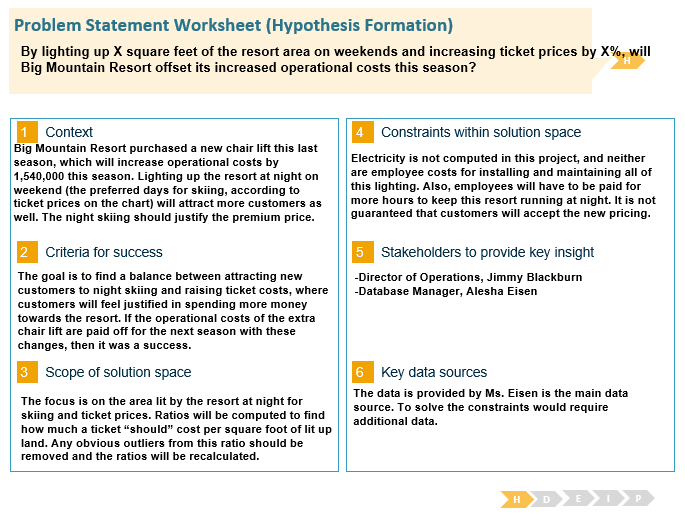 Problem Statement Worksheet (Hypothesis Formation)
By lighting up X square feet of the resort area on weekends and increasing ticket prices by X%, will
Big Mountain Resort offset its increased operational costs this season?
H
1 Context
Big Mountain Resort purchased a new chair lift this last
season, which will increase operational costs by
1,540,000 this season. Lighting up the resort at night on
weekend (the preferred days for skiing, according to
ticket prices on the chart) will attract more customers as
well. The night skiing should justify the premium price.
2 Criteria for success
The goal is to find a balance between attracting new
customers to night skiing and raising ticket costs, where
customers will feel justified in spending more money
towards the resort. If the operational costs of the extra
chair lift are paid off for the next season with these
changes, then it was a success.
3 Scope of solution space
The focus is on the area lit by the resort at night for
skiing and ticket prices. Ratios will be computed to find
how much a ticket “should” cost per square foot of lit up
land. Any obvious outliers from this ratio should be
removed and the ratios will be recalculated.
4 Constraints within solution space
Electricity is not computed in this project, and neither
are employee costs for installing and maintaining all of
this lighting. Also, employees will have to be paid for
more hours to keep this resort running at night. It is not
guaranteed that customers will accept the new pricing.
5 Stakeholders to provide key insight
-Director of Operations, Jimmy Blackburn
-Database Manager, Alesha Eisen
6 Key data sources
The data is provided by Ms. Eisen is the main data
source. To solve the constraints would require
additional data.
H D E I P